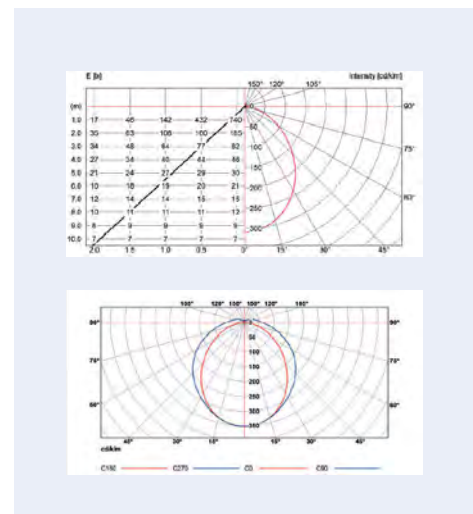 E [lx] Intensity [cd/klm]
150° 120° 105°
(m) 0 90°
1.0 17 46 142 432 740
2.0 30 63 106 160 185 50
3.0 34 48 64 77 82 100 75°
4.0 27 34 40 44 46
5.0 21 24 27 29 30 150
6.0 16 18 19 20 21 200 60°
7.0 12 14 14 15 15 250
8.0 10 11 11 11 12
9.0 8 9 9 9 9 300
10.0 7 7 7 7 7
2.0 1.5 1.0 0.5 0° 15° 30° 45°
90° 0 90°
50
75° 100 75°
150
200
60° 250 60°
300
350
45° 30° 15° 0° 15° 30° 45°
cd/klm
C180 C270 C0 C90